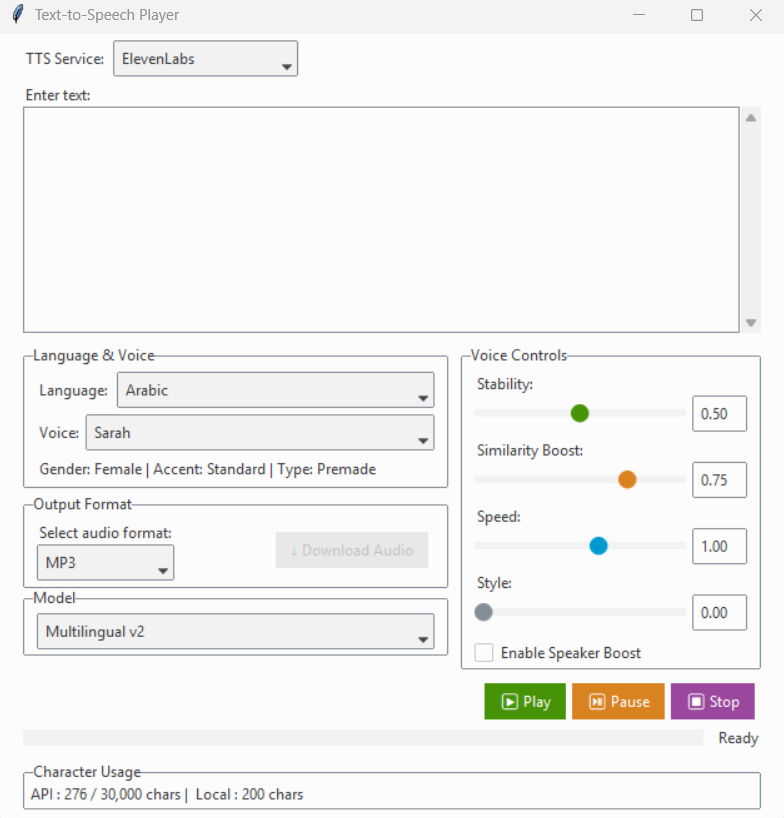 Text-to-Speech Player
TTS Service: ElevenLabs
Enter text:
Language & Voice
Language: Arabic
Voice: Sarah
Gender: Female | Accent: Standard | Type: Premade
Output Format
Select audio format:
MP3
↓ Download Audio
Model
Multilingual v2
Voice Controls
Stability:
0.50
Similarity Boost:
0.75
Speed:
1.00
Style:
0.00
Enable Speaker Boost
Play Pause Stop
Ready
Character Usage
API : 276 / 30,000 chars | Local : 200 chars